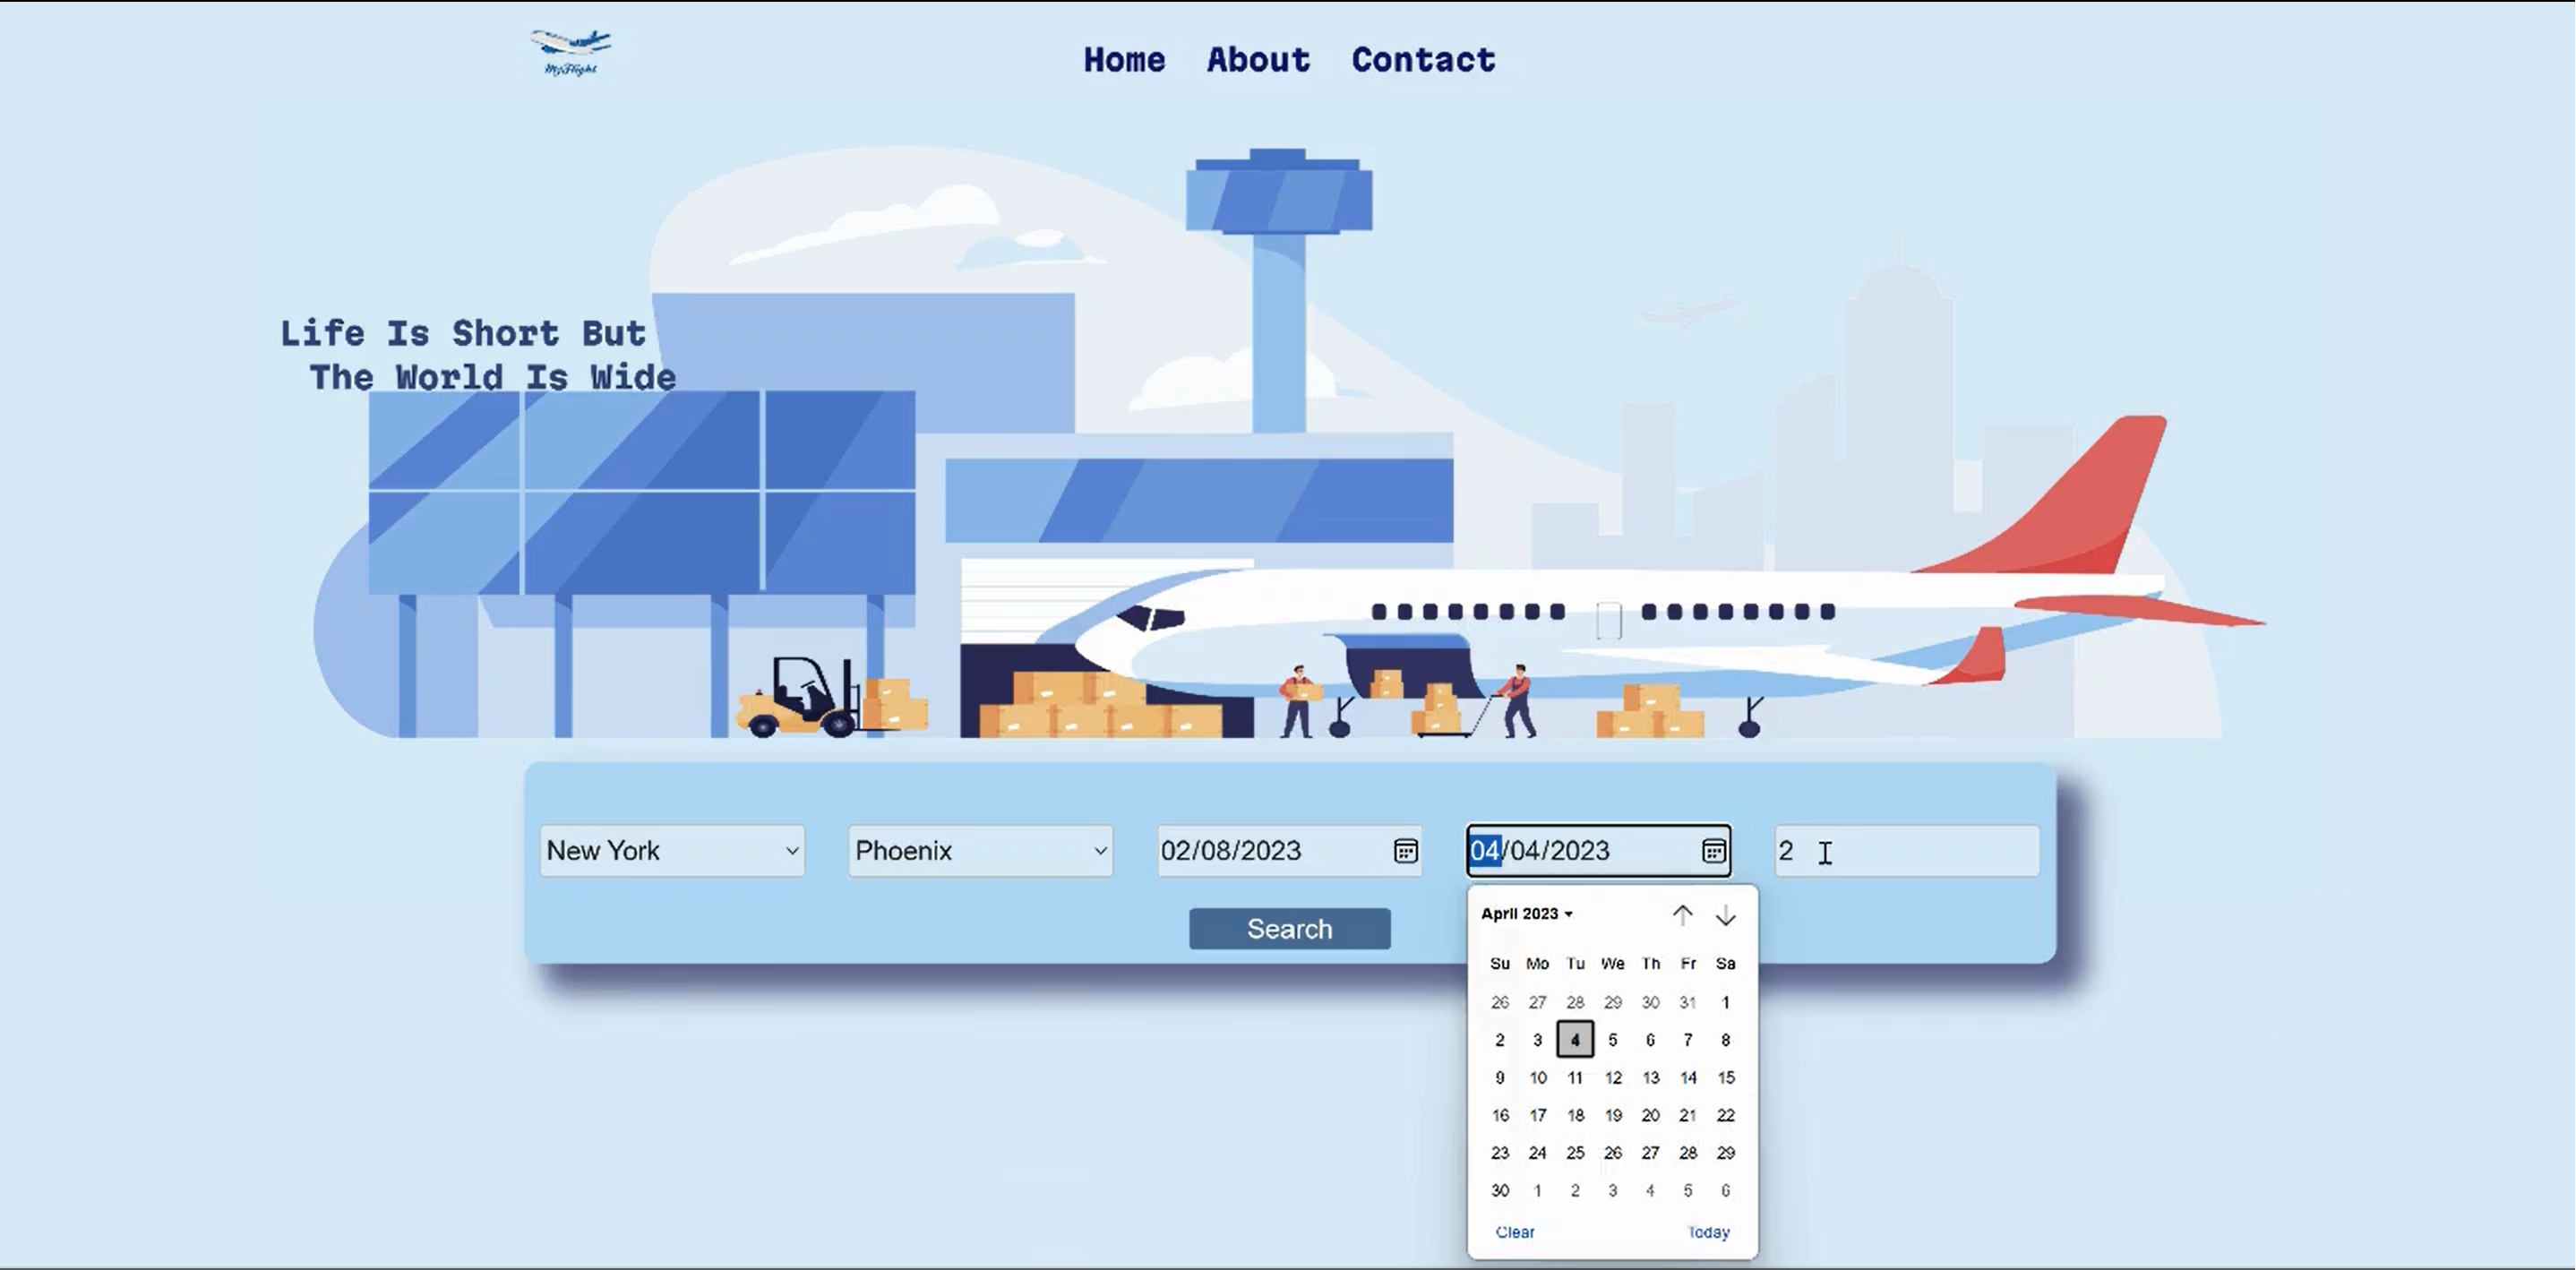 MyFlight
Home About Contact
Life Is Short But
The World Is Wide
New York
Phoenix
02/08/2023
04/04/2023
2
Search
April 2023
Su Mo Tu We Th Fr Sa
26 27 28 29 30 31 1
2 3 4 5 6 7 8
9 10 11 12 13 14 15
16 17 18 19 20 21 22
23 24 25 26 27 28 29
30 1 2 3 4 5 6
Clear Today